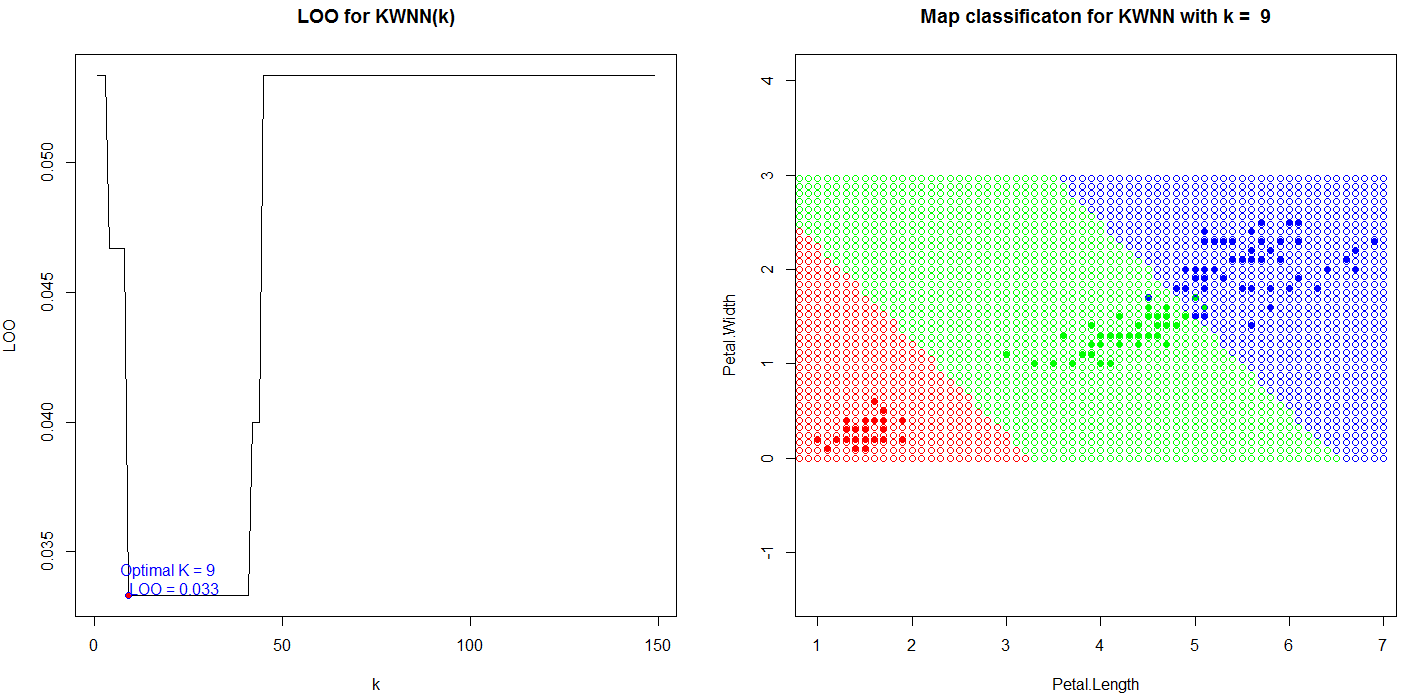 LOO for KWNN(k)
LOO
0.050
0.045
0.040
0.035
Optimal K = 9
LOO = 0.033
0 50 100 150
k
Map classificaton for KWNN with k =  9
Petal.Width
4
3
2
1
0
-1
1 2 3 4 5 6 7
Petal.Length